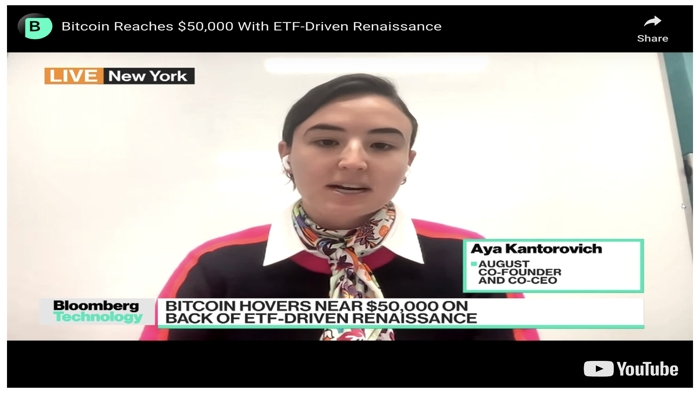 B
Bitcoin Reaches $50,000 With ETF-Driven Renaissance
Share
LIVE New York
Aya Kantorovich
AUGUST
CO-FOUNDER
AND CO-CEO
Bloomberg
Technology
BITCOIN HOVERS NEAR $50,000 ON
BACK OF ETF-DRIVEN RENAISSANCE
YouTube